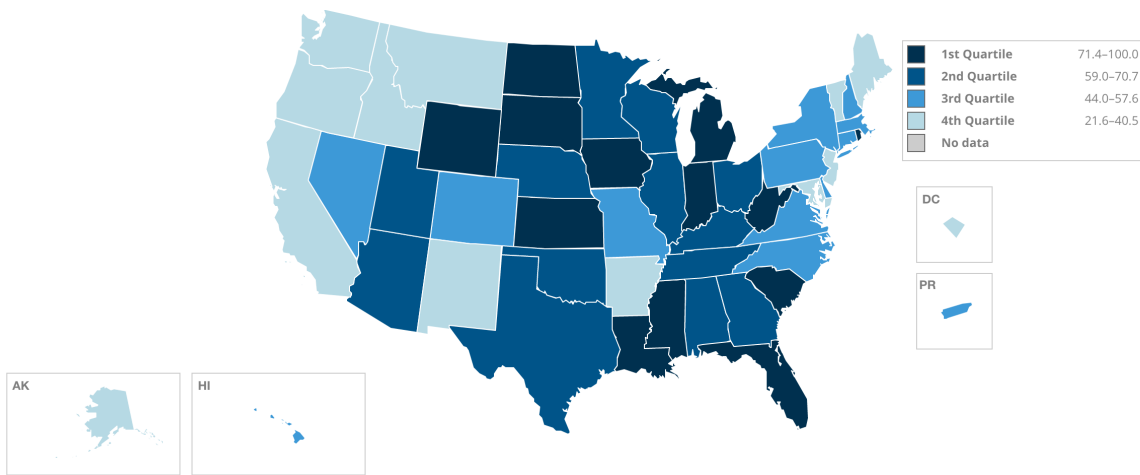 1st Quartile 71.4–100.0
2nd Quartile 59.0–70.7
3rd Quartile 44.0–57.6
4th Quartile 21.6–40.5
No data
DC
PR
AK
HI